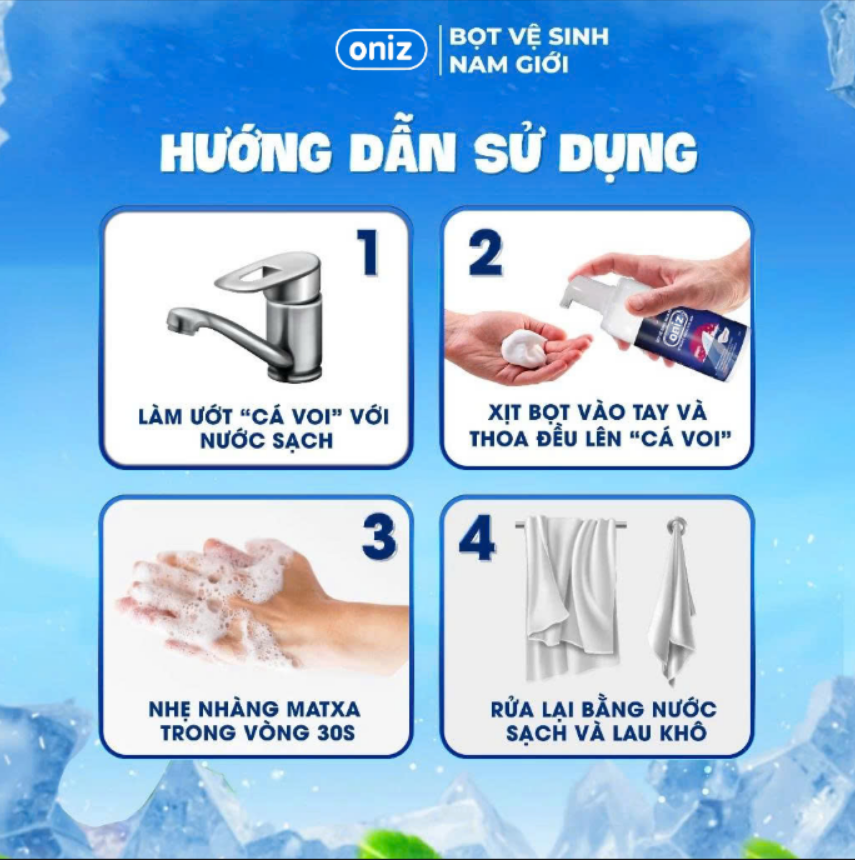 oniz
BỌT VỆ SINH
NAM GIỚI
HƯỚNG DẪN SỬ DỤNG
1
LÀM ƯỚT “CÁ VOI” VỚI
NƯỚC SẠCH
2
oniz
XỊT BỌT VÀO TAY VÀ
THOA ĐỀU LÊN “CÁ VOI”
3
NHẸ NHÀNG MATXA
TRONG VÒNG 30S
4
RỬA LẠI BẰNG NƯỚC
SẠCH VÀ LAU KHÔ